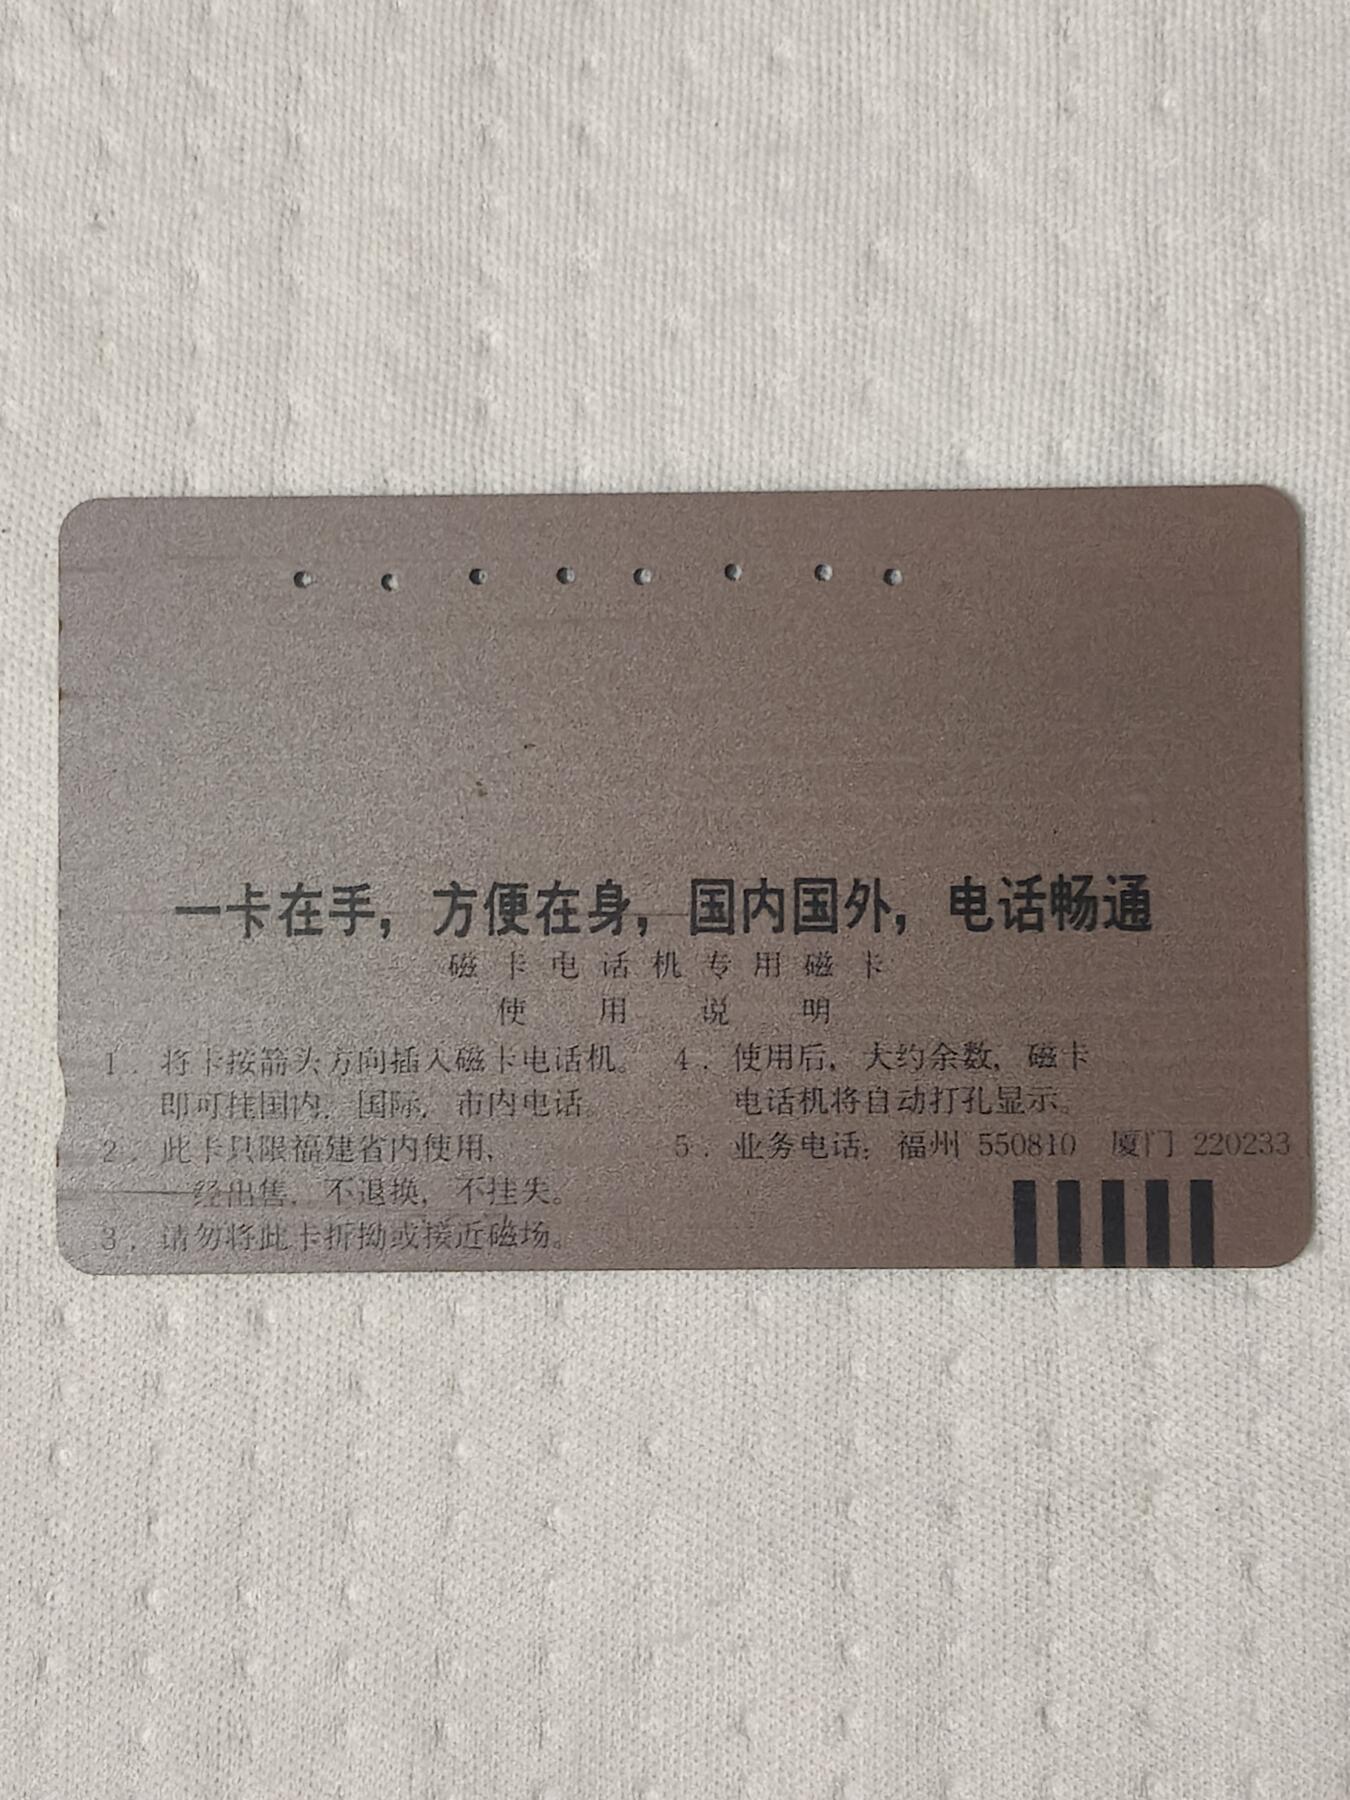 一卡在手，方便在身，国内国外，电话畅通
磁卡电话机专用磁卡
使用说明
1．将卡按箭头方向插入磁卡电话机。
即可挂国内，国际，市内电话。
2．此卡只限福建省内使用，
一经出售，不退换，不挂失。
3．请勿将此卡折拗或接近磁场。
4．使用后，大约余数，磁卡
电话机将自动打孔显示。
5．业务电话：福州 550810 厦门 220233